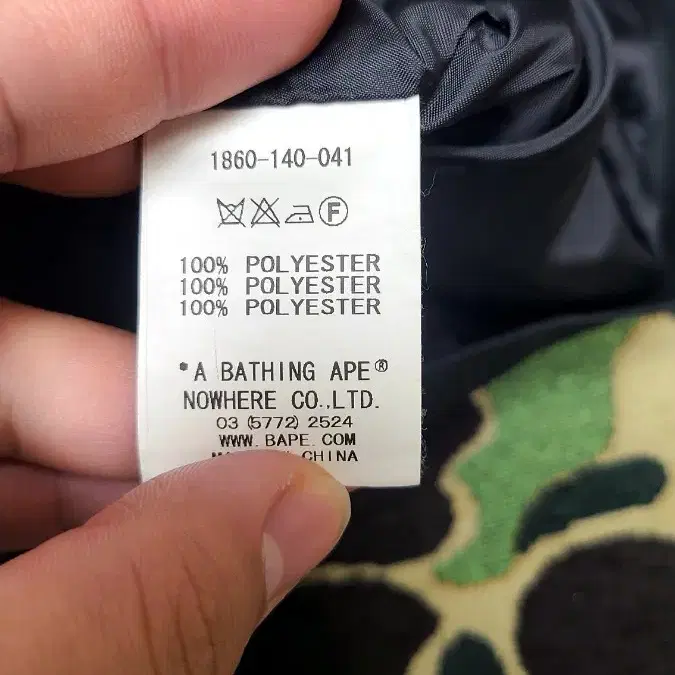 1860-140-041
F
100% POLYESTER
100% POLYESTER
100% POLYESTER
*A BATHING APE®
NOWHERE CO.,LTD.
03 (5772) 2524
WWW. BAPE. COM
CHINA